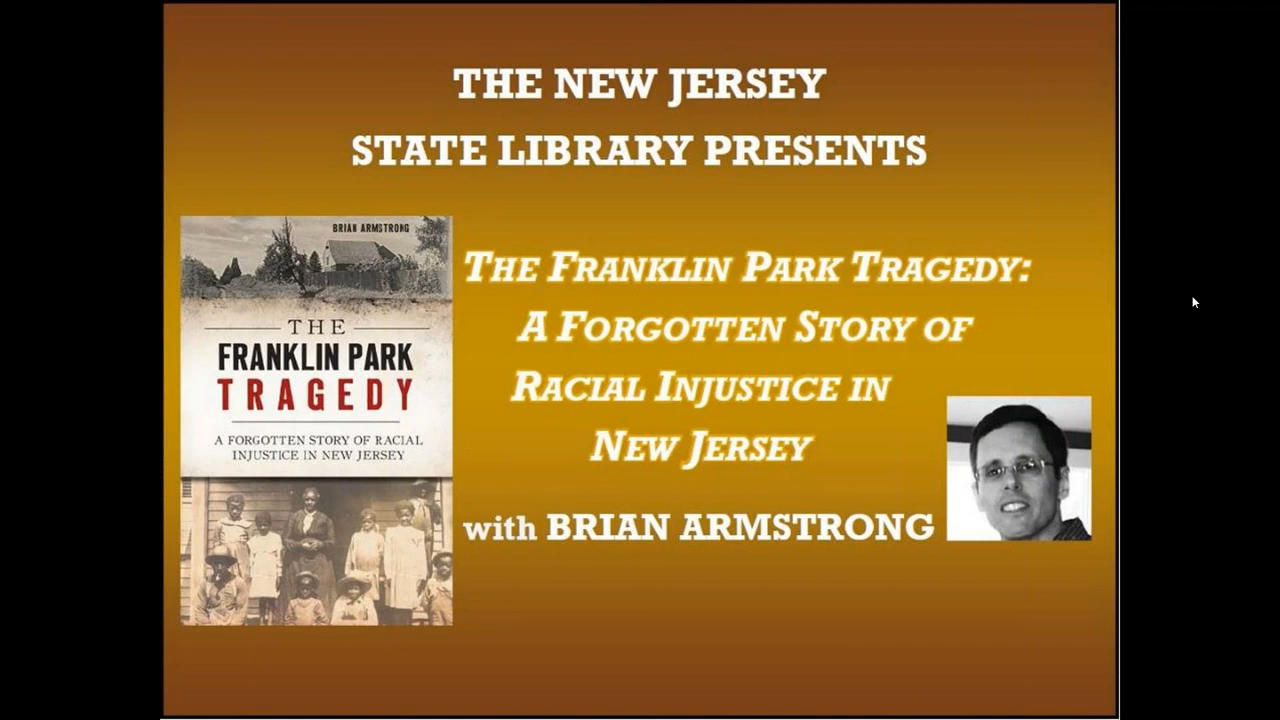 THE NEW JERSEY
STATE LIBRARY PRESENTS
BRIAN ARMSTRONG
THE
FRANKLIN PARK
TRAGEDY
A FORGOTTEN STORY OF RACIAL
INJUSTICE IN NEW JERSEY
THE FRANKLIN PARK TRAGEDY:
A FORGOTTEN STORY OF
RACIAL INJUSTICE IN
NEW JERSEY
with BRIAN ARMSTRONG